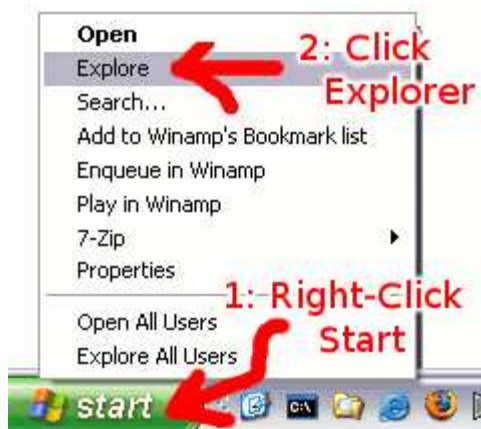 Open
2: Click
Explore
Explorer
Search...
Add to Winamp's Bookmark list
Enqueue in Winamp
Play in Winamp
7-Zip
Properties
1: Right-Click
Open All Users
Start
Explore All Users
start
C:\